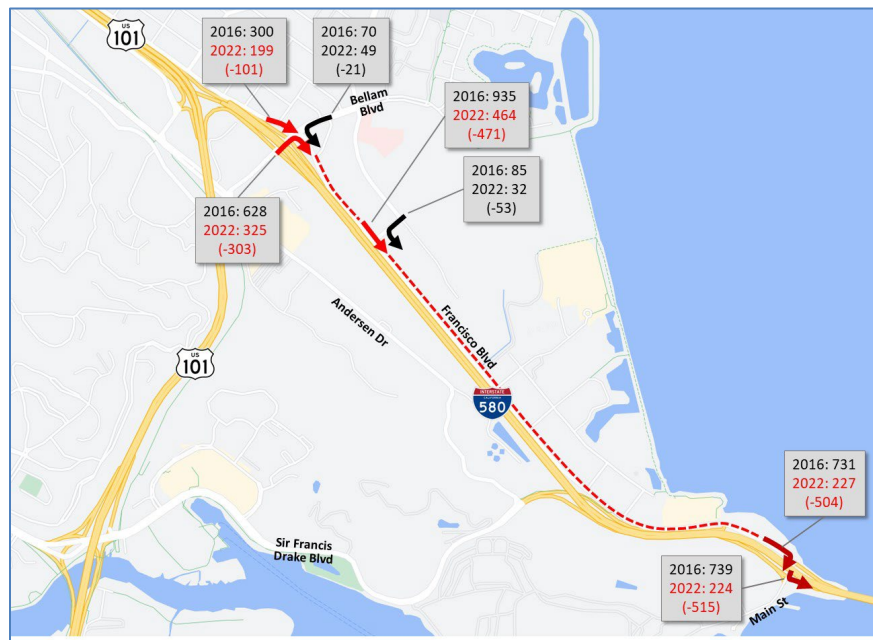 US
101
2016: 300
2022: 199
(-101)
2016: 70
2022: 49
(-21)
Bellam
Blvd
2016: 935
2022: 464
(-471)
2016: 85
2022: 32
(-53)
2016: 628
2022: 325
(-303)
Andersen Dr
Francisco Blvd
US
101
INTERSTATE
CALIFORNIA
580
2016: 731
2022: 227
(-504)
Sir Francis
Drake Blvd
2016: 739
2022: 224
(-515)
Main St